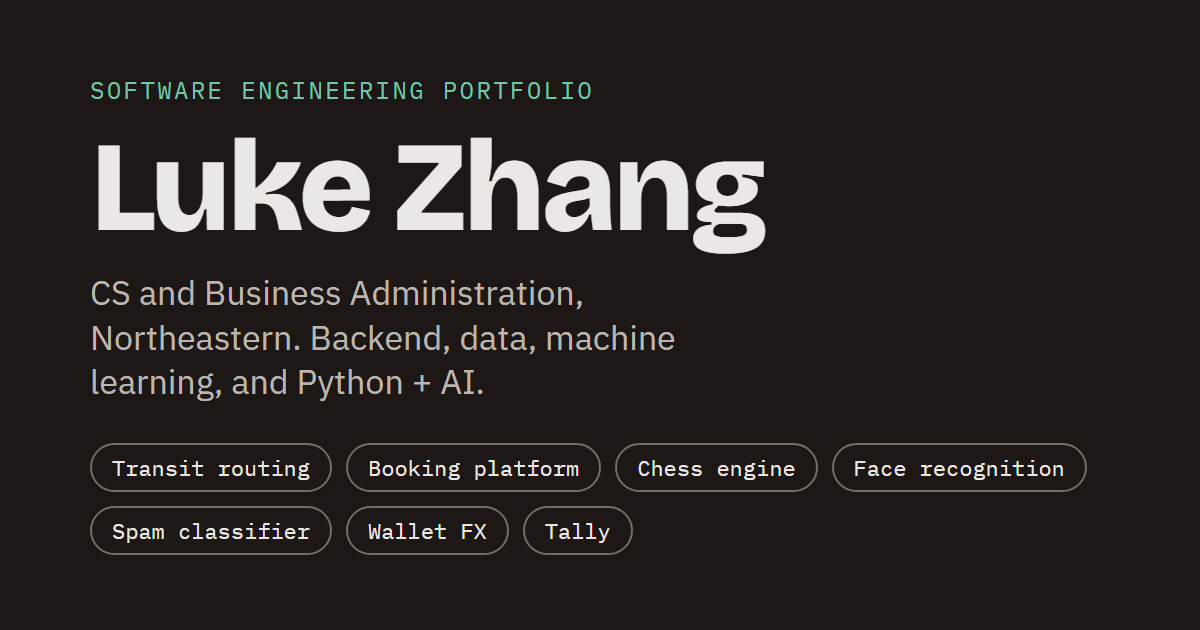 SOFTWARE ENGINEERING PORTFOLIO
Luke Zhang
CS and Business Administration,
Northeastern. Backend, data, machine
learning, and Python + AI.
Transit routing Booking platform Chess engine Face recognition
Spam classifier Wallet FX Tally